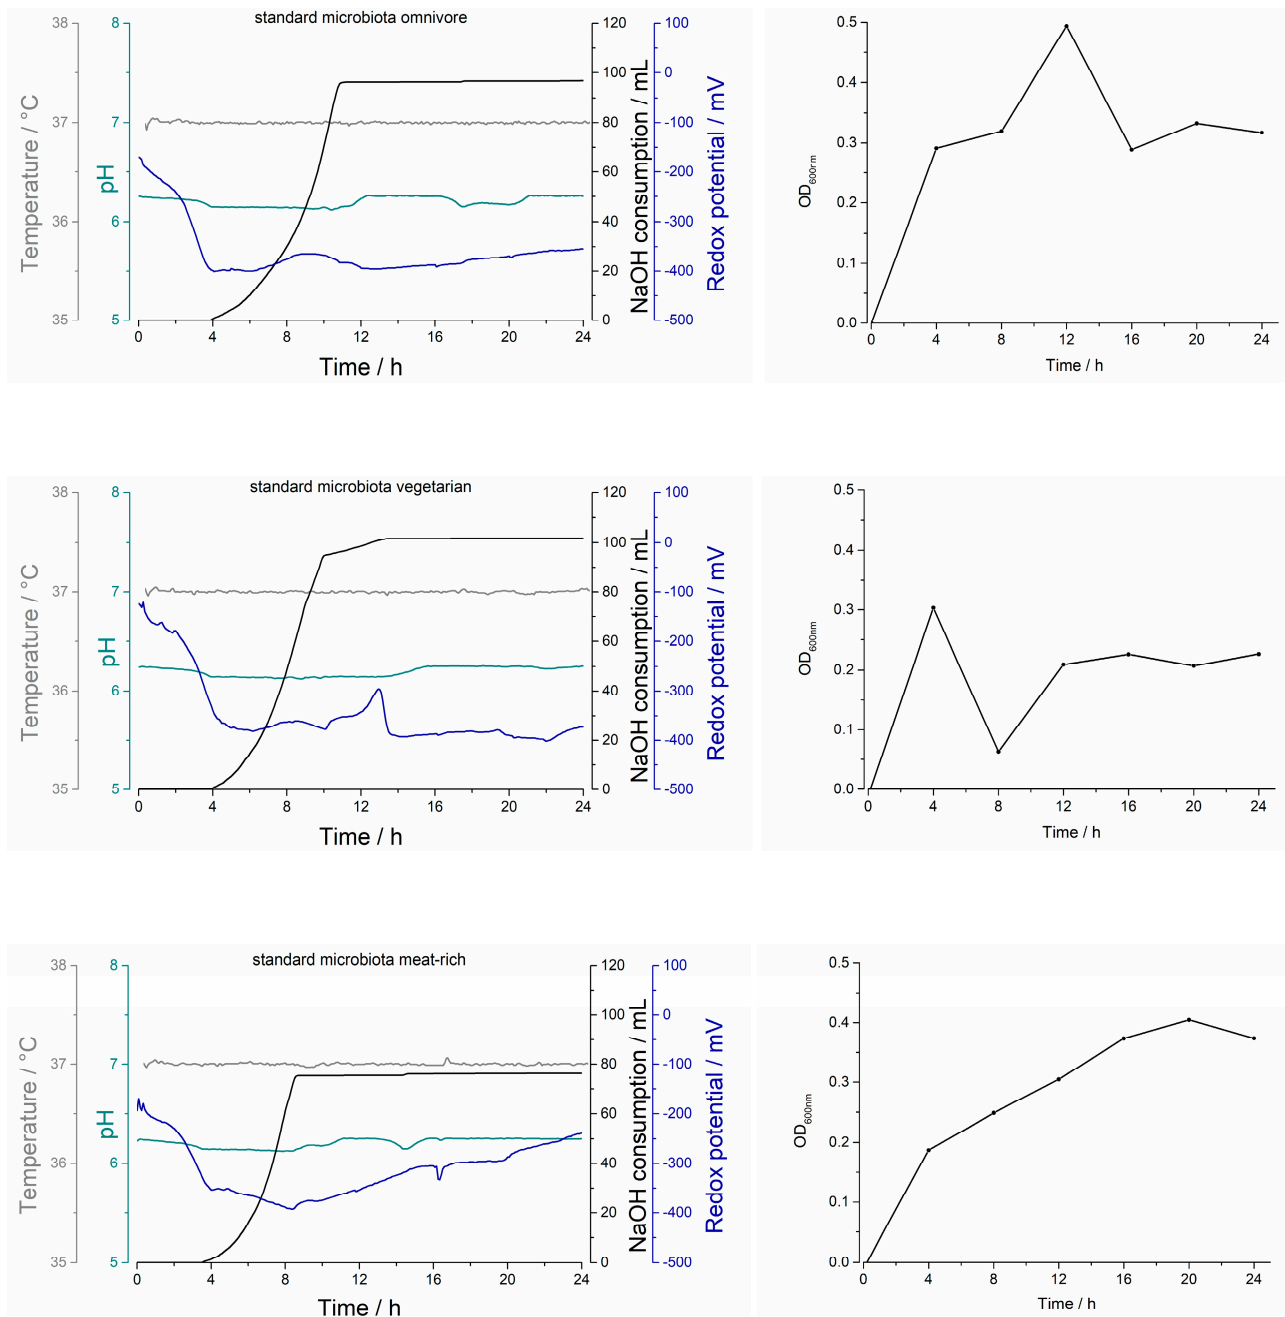 standard microbiota omnivore
38
37
36
35
Temperature / °C
8
7
6
5
pH
120
100
80
60
40
20
0
NaOH consumption / mL
100
0
-100
-200
-300
-400
-500
Redox potential / mV
0 4 8 12 16 20 24
Time / h
0.5
0.4
0.3
0.2
0.1
0.0
OD600nm
0 4 8 12 16 20 24
Time / h
standard microbiota vegetarian
38
37
36
35
Temperature / °C
8
7
6
5
pH
120
100
80
60
40
20
0
NaOH consumption / mL
100
0
-100
-200
-300
-400
-500
Redox potential / mV
0 4 8 12 16 20 24
Time / h
0.5
0.4
0.3
0.2
0.1
0.0
OD600nm
0 4 8 12 16 20 24
Time / h
standard microbiota meat-rich
38
37
36
35
Temperature / °C
8
7
6
5
pH
120
100
80
60
40
20
0
NaOH consumption / mL
100
0
-100
-200
-300
-400
-500
Redox potential / mV
0 4 8 12 16 20 24
Time / h
0.5
0.4
0.3
0.2
0.1
0.0
OD600nm
0 4 8 12 16 20 24
Time / h